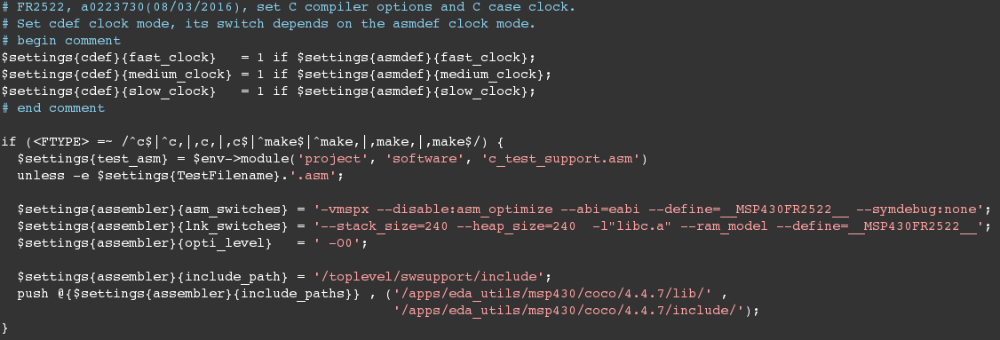 # FR2522, a0223730(08/03/2016), set C compiler options and C case clock.
# Set cdef clock mode, its switch depends on the asmdef clock mode.
# begin comment
$settings{cdef}{fast_clock}   = 1 if $settings{asmdef}{fast_clock};
$settings{cdef}{medium_clock} = 1 if $settings{asmdef}{medium_clock};
$settings{cdef}{slow_clock}   = 1 if $settings{asmdef}{slow_clock};
# end comment

if (<FTYPE> =~ /^c$|^c,|,c,|,c$|^make$|^make,|,make,|,make$/) {
  $settings{test_asm} = $env->module('project', 'software', 'c_test_support.asm')
  unless -e $settings{TestFilename}.'.asm';

  $settings{assembler}{asm_switches} = '-vmspx --disable:asm_optimize --abi=eabi --define=__MSP430FR2522__ --symdebug:none';
  $settings{assembler}{lnk_switches} = '--stack_size=240 --heap_size=240  -l"libc.a" --ram_model --define=__MSP430FR2522__';
  $settings{assembler}{opti_level}   = ' -O0';

  $settings{assembler}{include_path} = '/toplevel/swsupport/include';
  push @{$settings{assembler}{include_paths}} , ('/apps/eda_utils/msp430/coco/4.4.7/lib/' ,
                                                '/apps/eda_utils/msp430/coco/4.4.7/include/');
}